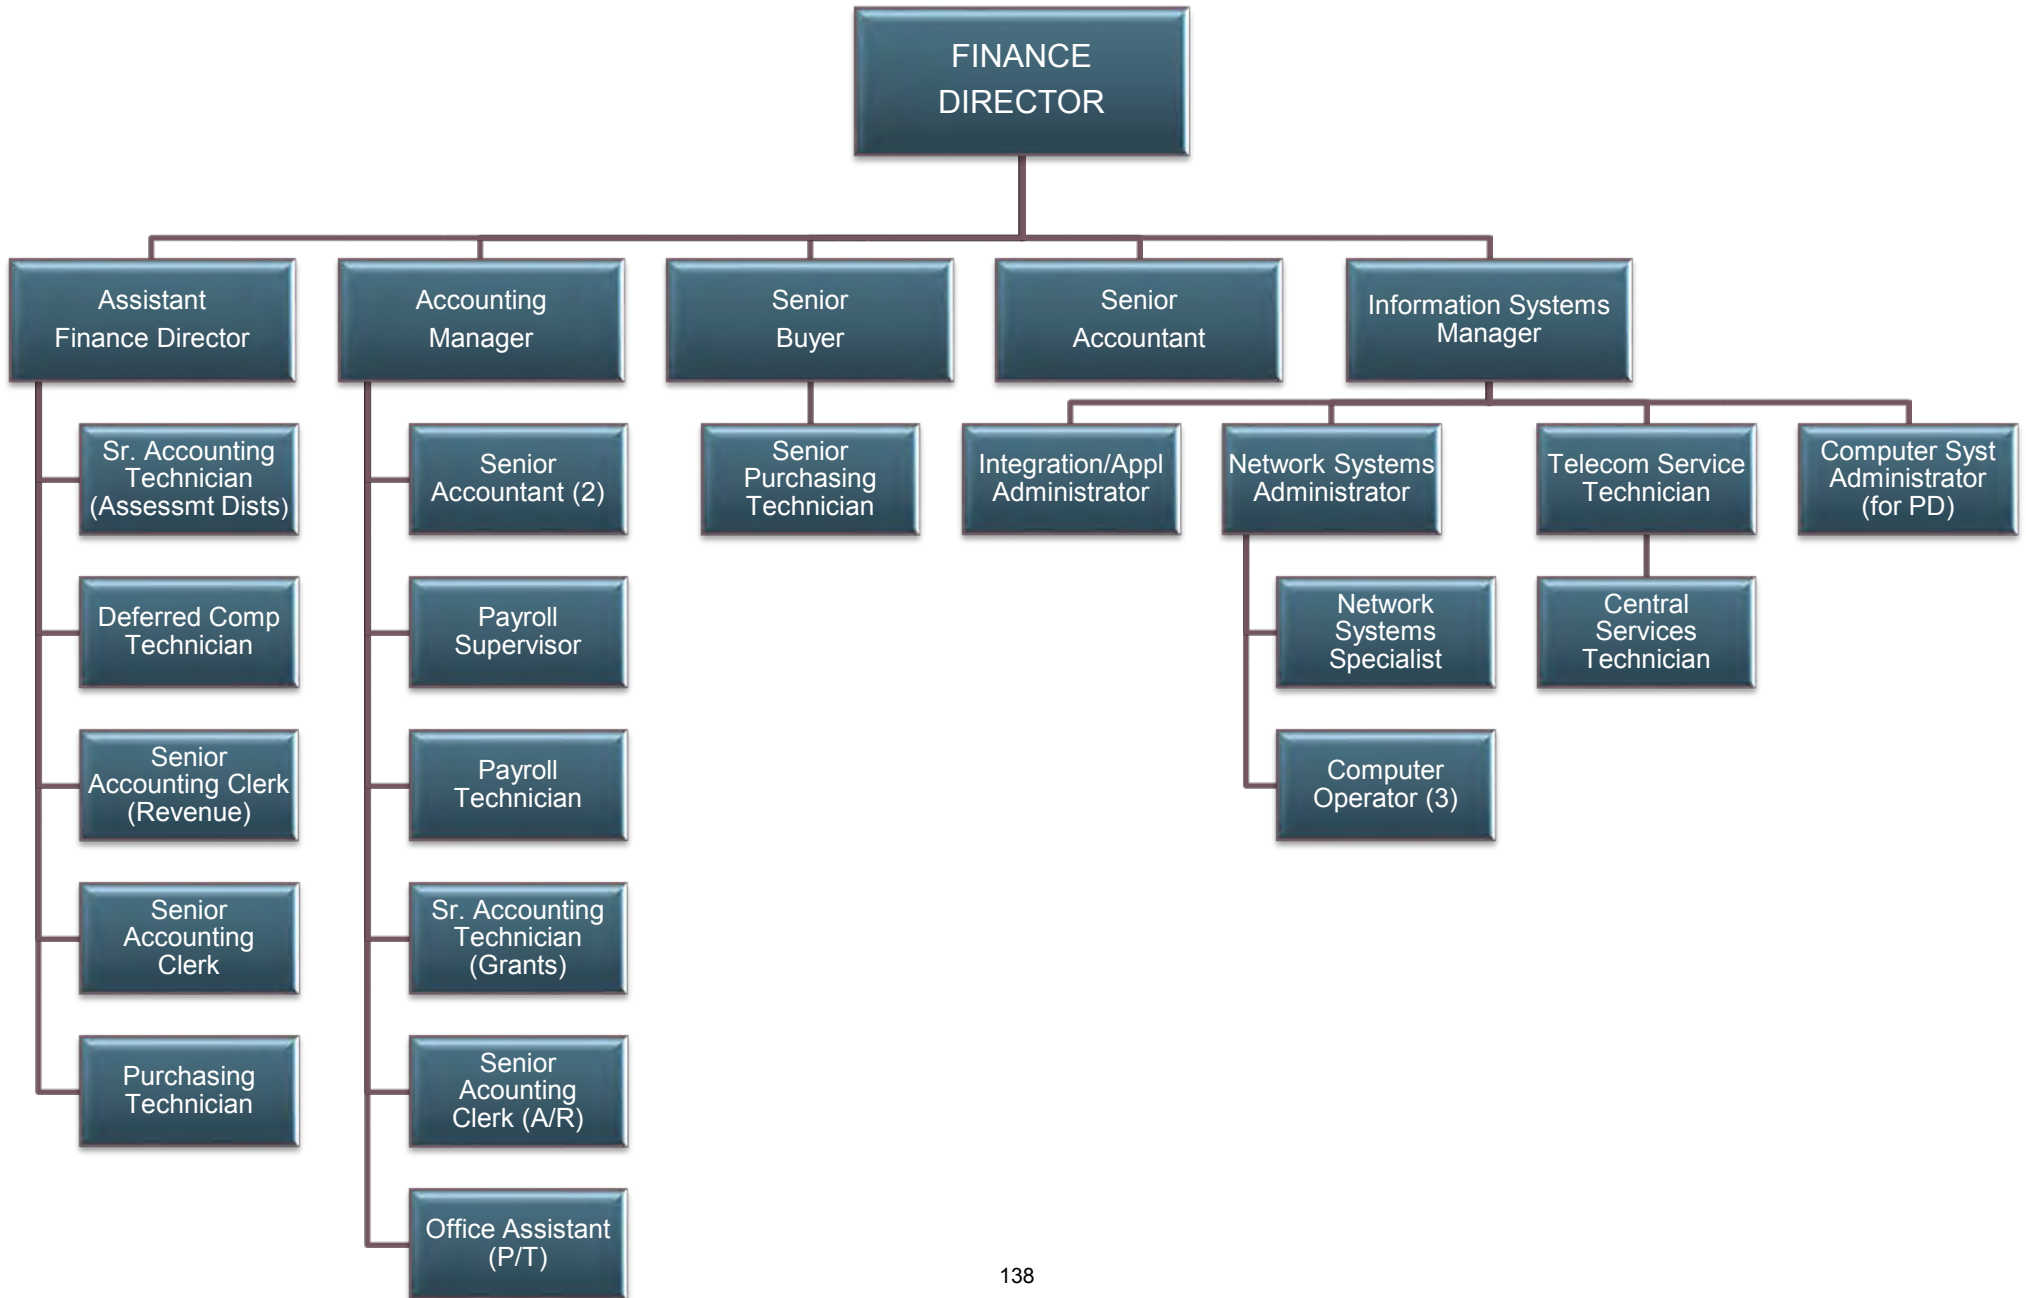 FINANCE
DIRECTOR
Assistant
Finance Director
Accounting
Manager
Senior
Buyer
Senior
Accountant
Information Systems
Manager
Sr. Accounting
Technician
(Assessmt Dists)
Senior
Accountant (2)
Senior
Purchasing
Technician
Integration/Appl
Administrator
Network Systems
Administrator
Telecom Service
Technician
Computer Syst
Administrator
(for PD)
Deferred Comp
Technician
Payroll
Supervisor
Network
Systems
Specialist
Central
Services
Technician
Senior
Accounting Clerk
(Revenue)
Payroll
Technician
Computer
Operator (3)
Senior
Accounting
Clerk
Sr. Accounting
Technician
(Grants)
Purchasing
Technician
Senior
Acounting
Clerk (A/R)
Office Assistant
(P/T)
138